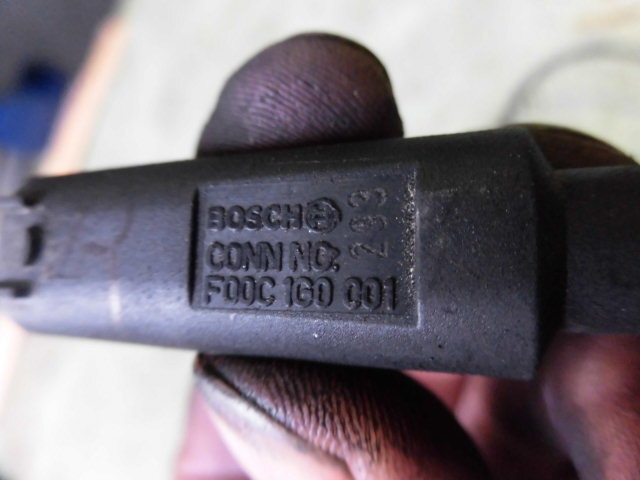 BOSCH
CONN NO:
F00C 1G0 001
293